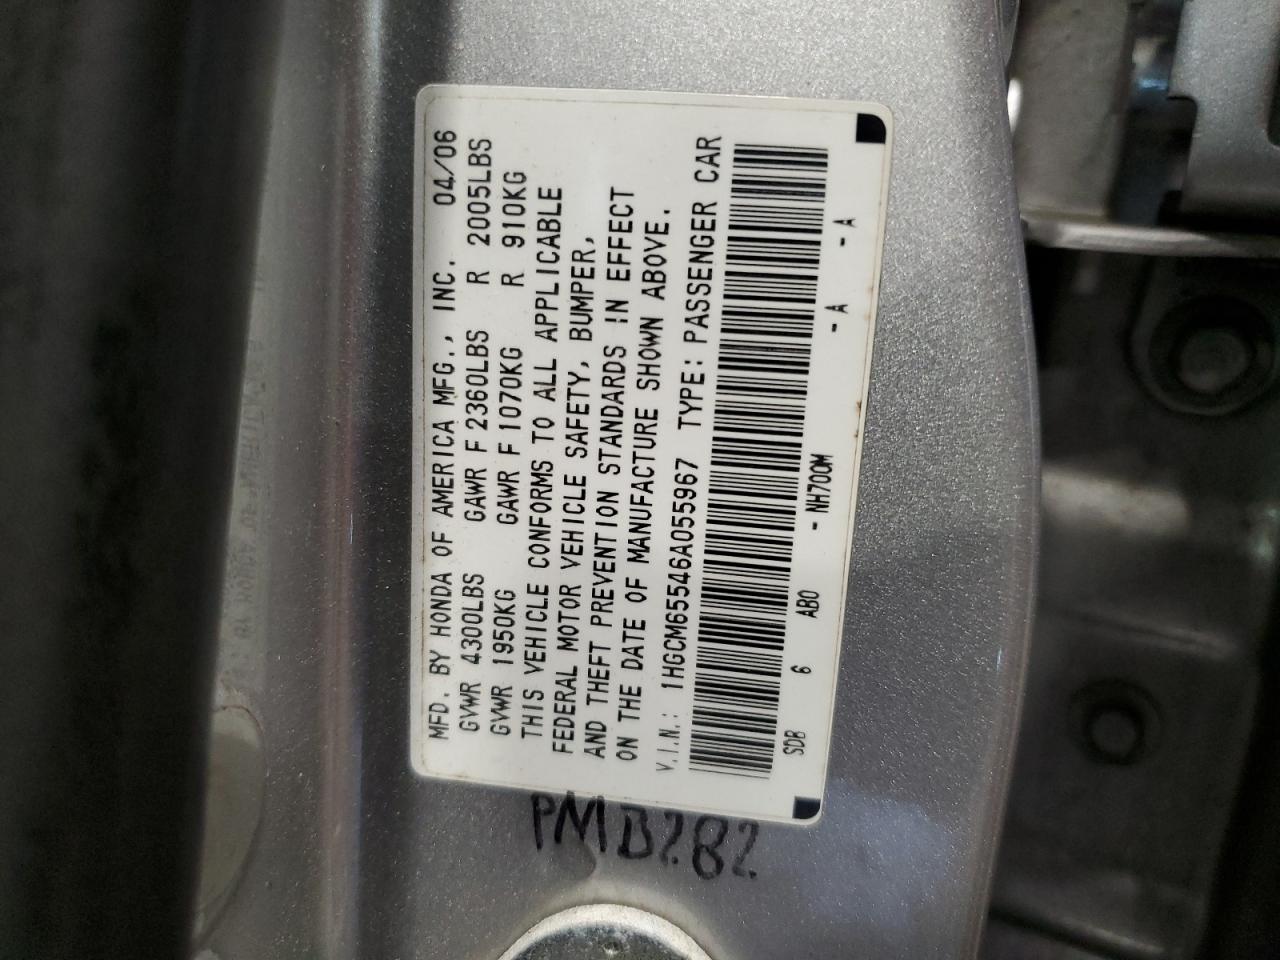 MFD. BY HONDA OF AMERICA MFG., INC. 04/06
GVWR 4300LBS GAWR F 2360LBS R 2005LBS
GVWR 1950KG GAWR F 1070KG R 910KG
THIS VEHICLE CONFORMS TO ALL APPLICABLE
FEDERAL MOTOR VEHICLE SAFETY, BUMPER,
AND THEFT PREVENTION STANDARDS IN EFFECT
ON THE DATE OF MANUFACTURE SHOWN ABOVE.
V.I.N.: 1HGCM65546A055967 TYPE: PASSENGER CAR
SDB 6 AB0 - NH700M - A - A
PMB282